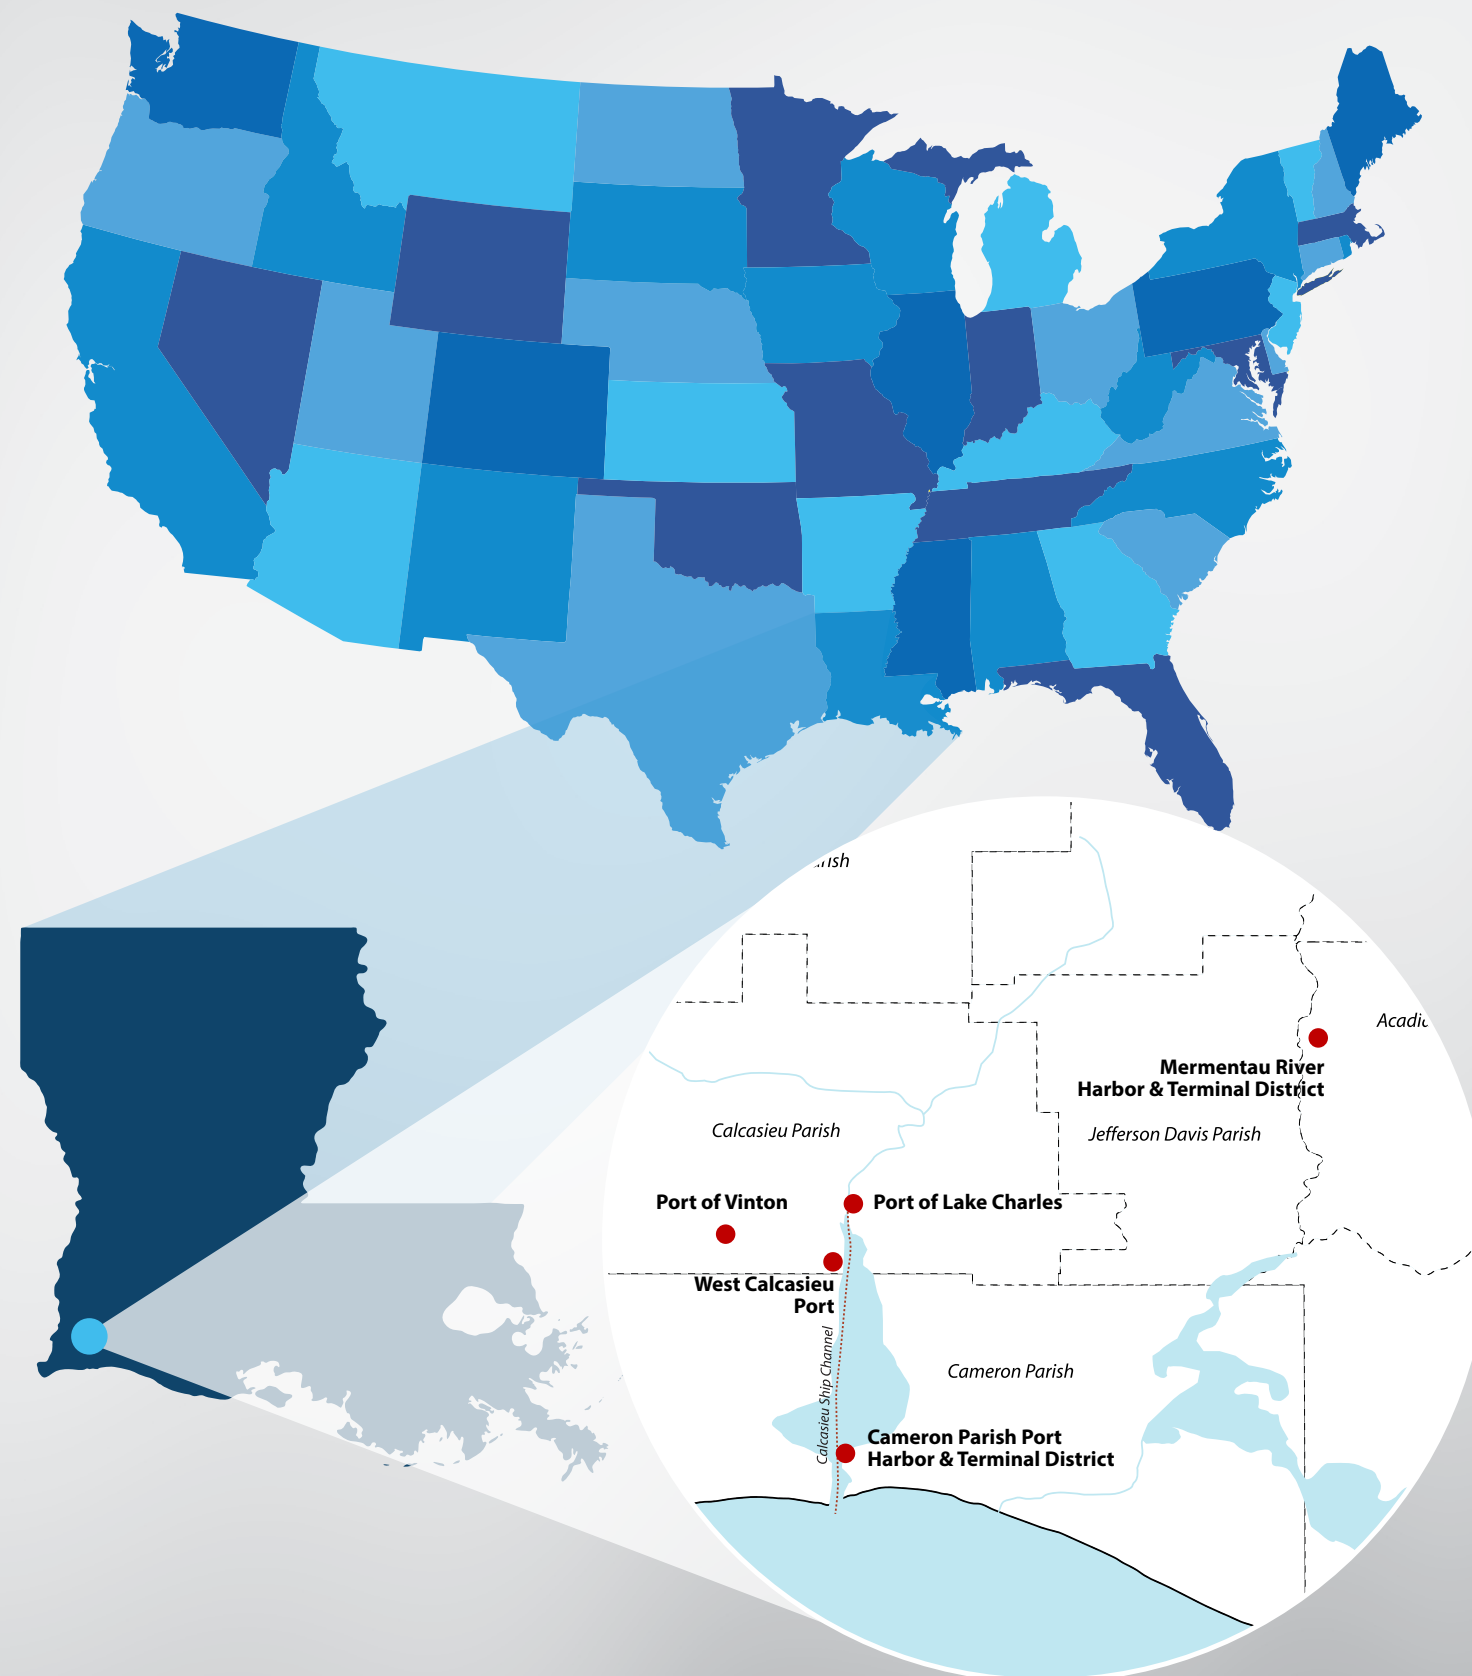 Acadia
Mermentau River
Harbor & Terminal District
Calcasieu Parish
Jefferson Davis Parish
Port of Vinton
Port of Lake Charles
West Calcasieu
Port
Calcasieu Ship Channel
Cameron Parish
Cameron Parish Port
Harbor & Terminal District